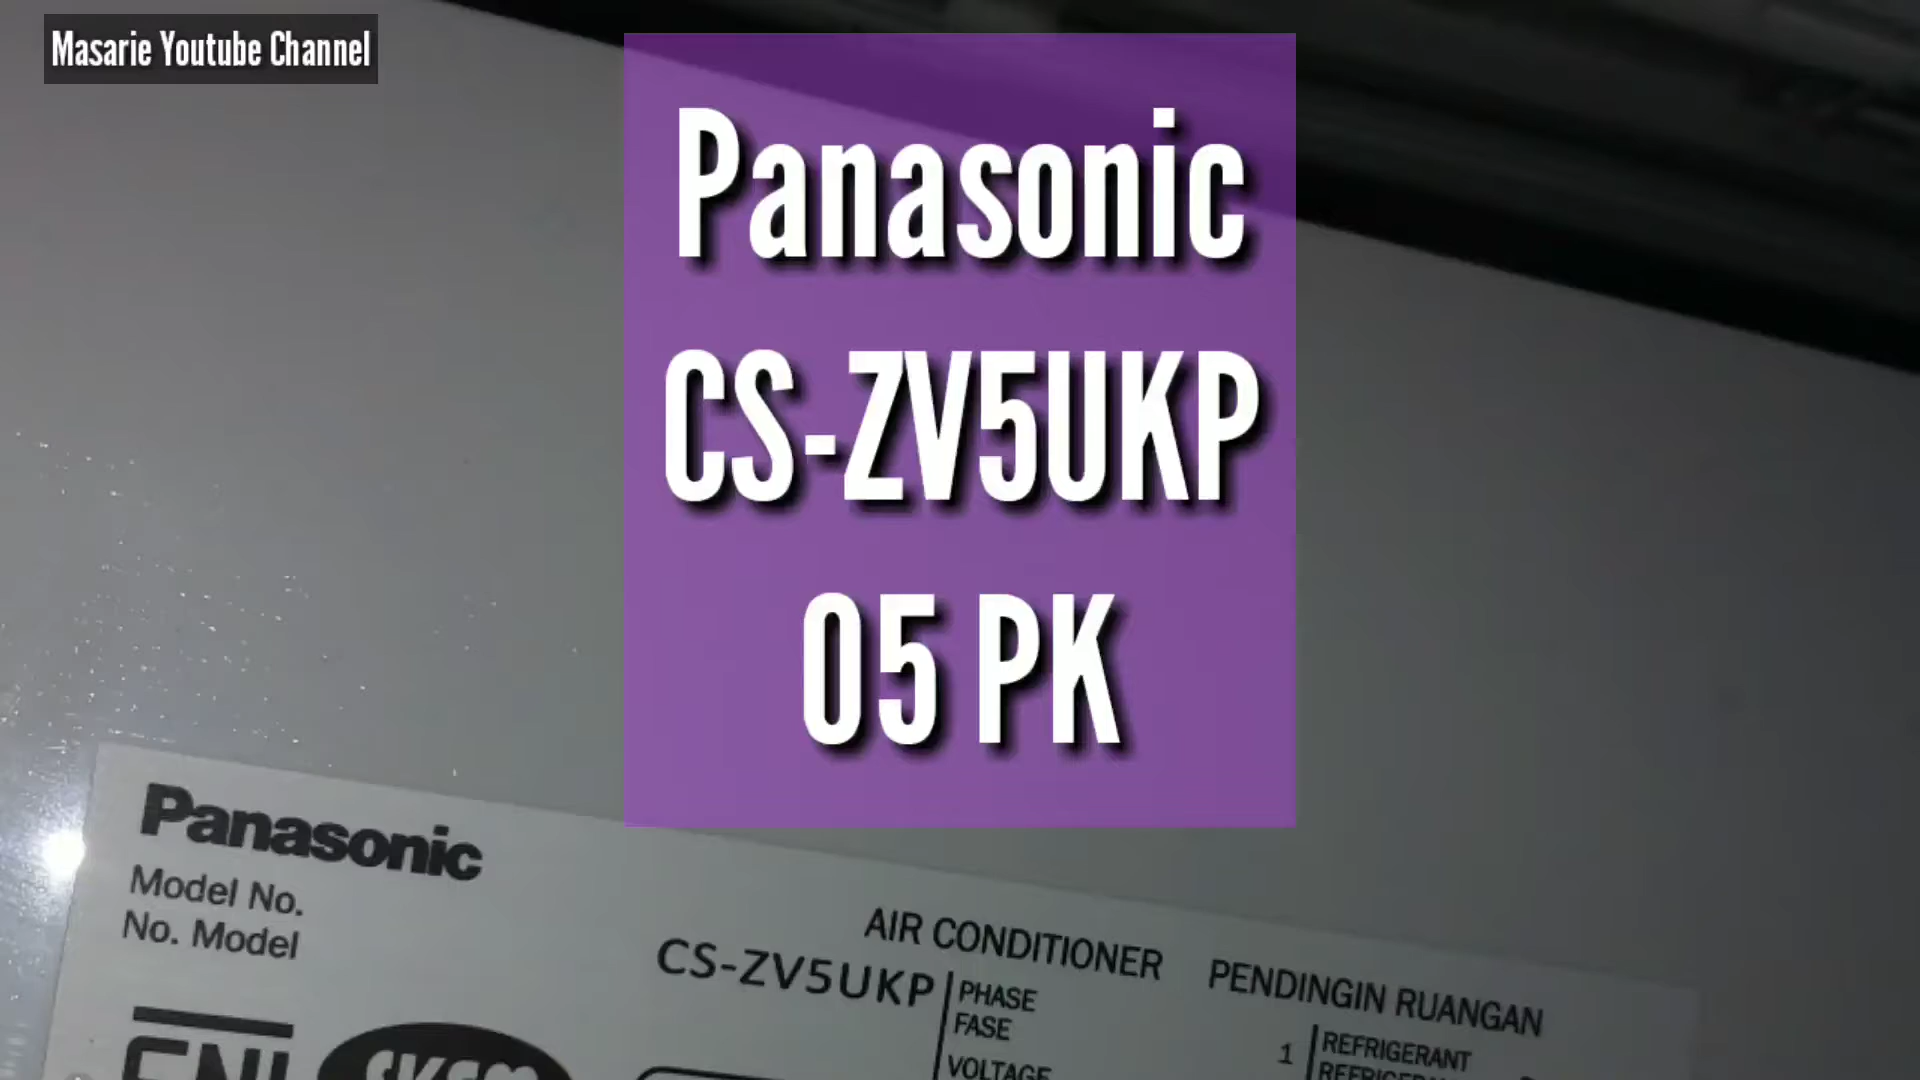 Masarie Youtube Channel
Panasonic
CS-ZV5UKP
05 PK
Panasonic
Model No.
No. Model
AIR CONDITIONER PENDINGIN RUANGAN
CS-ZV5UKP
PHASE
FASE
1
REFRIGERANT
VOLTAGE